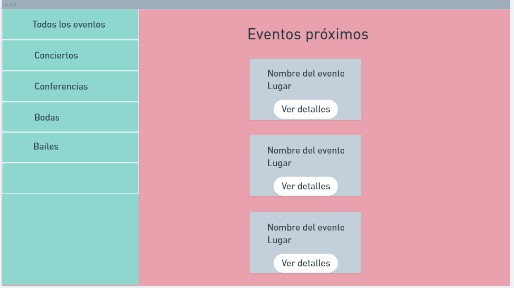 Todos los eventos
Conciertos
Conferencias
Bodas
Bailes
Eventos próximos
Nombre del evento
Lugar
Ver detalles
Nombre del evento
Lugar
Ver detalles
Nombre del evento
Lugar
Ver detalles